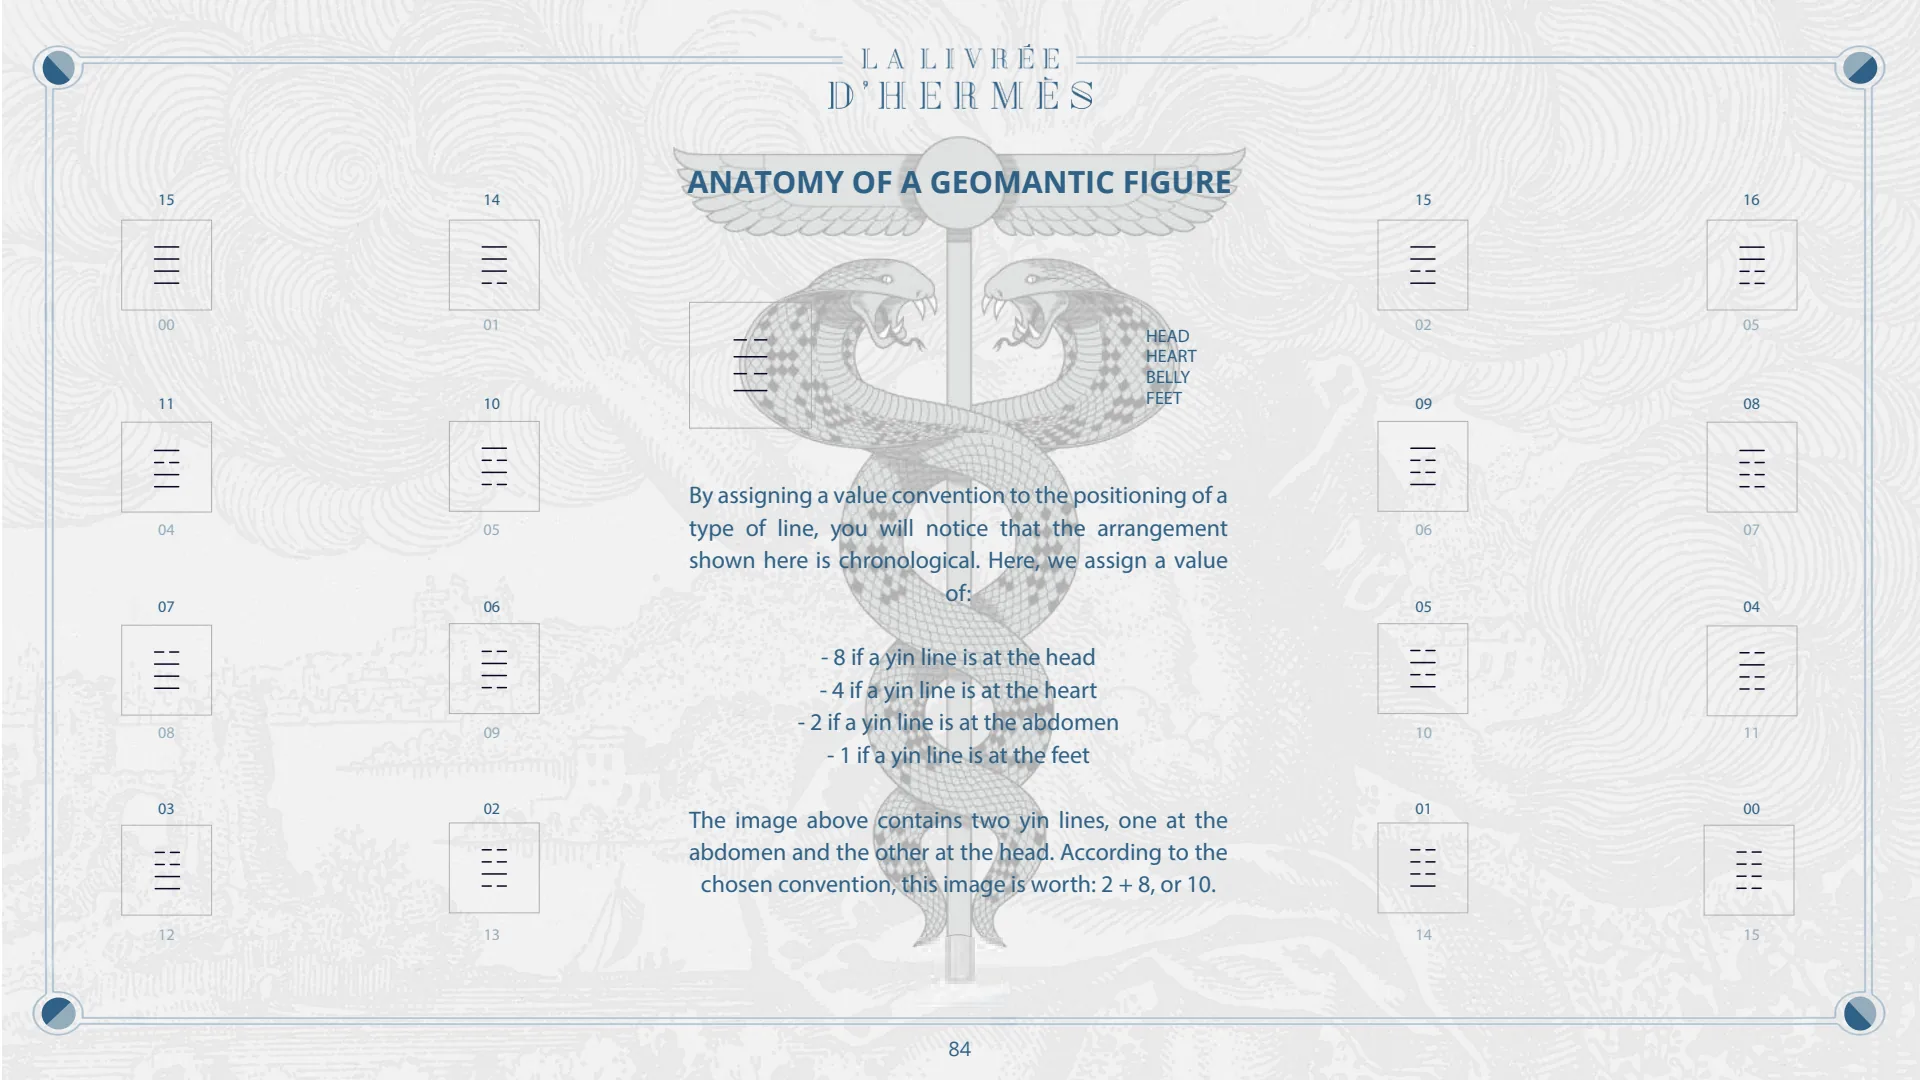 LA LIVRÉE
D'HERMÈS
ANATOMY OF A GEOMANTIC FIGURE
15
14
15
16
00
01
02
05
HEAD
HEART
BELLY
FEET
11
10
09
08
04
05
06
07
By assigning a value convention to the positioning of a
type of line, you will notice that the arrangement
shown here is chronological. Here, we assign a value
of:
07
06
05
04
08
09
10
11
- 8 if a yin line is at the head
- 4 if a yin line is at the heart
- 2 if a yin line is at the abdomen
- 1 if a yin line is at the feet
03
02
01
00
12
13
14
15
The image above contains two yin lines, one at the
abdomen and the other at the head. According to the
chosen convention, this image is worth: 2 + 8, or 10.
84